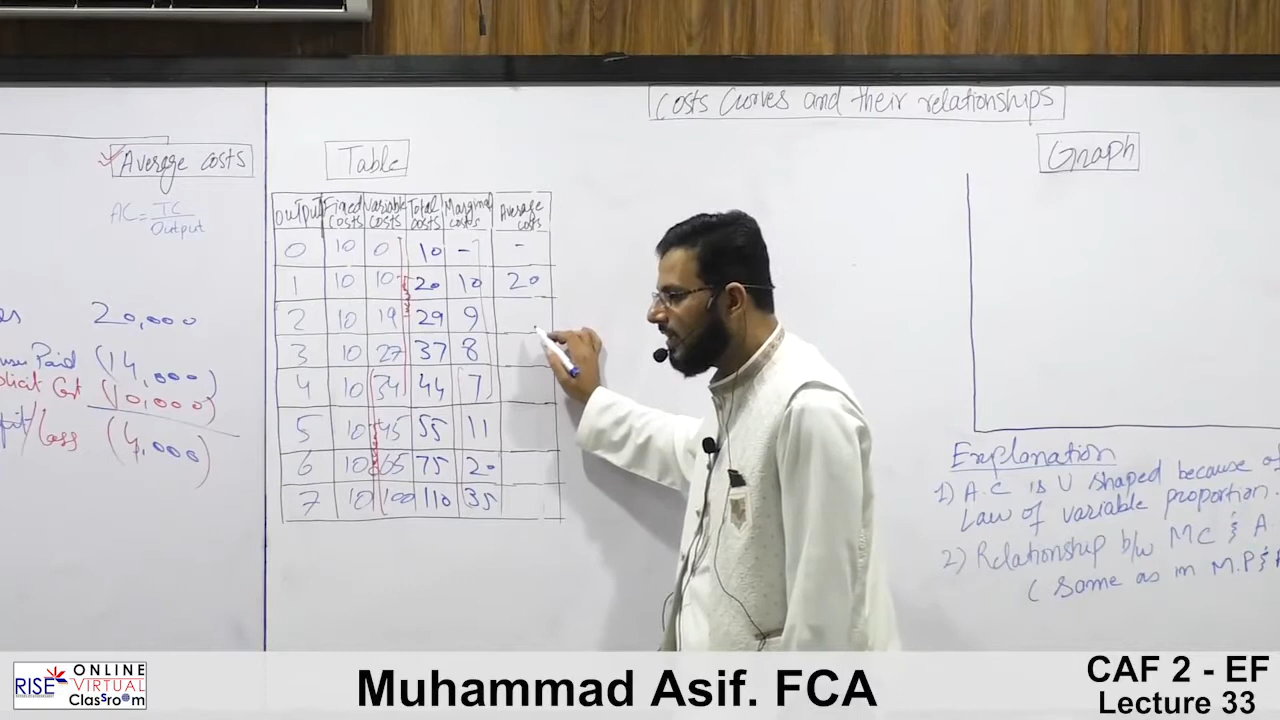 Costs Curves and their relationships
Average costs
AC = TC
Output
20,000
Paid (14,000)
Cost (10,000)
/Loss (4,000)
Table
Output Fixed costs Variable costs Total costs Marginal costs Average costs
0 10 0 10 - -
1 10 10 20 10 20
2 10 19 29 9
3 10 27 37 8
4 10 34 44 7
5 10 45 55 11
6 10 65 75 20
7 10 100 110 35
Graph
Explanation
1) A.C is U shaped because of
Law of variable proportion.
2) Relationship b/w MC & A
( Same as in M.P &
RISE ONLINE VIRTUAL Classroom
Muhammad Asif. FCA
CAF 2 - EF
Lecture 33